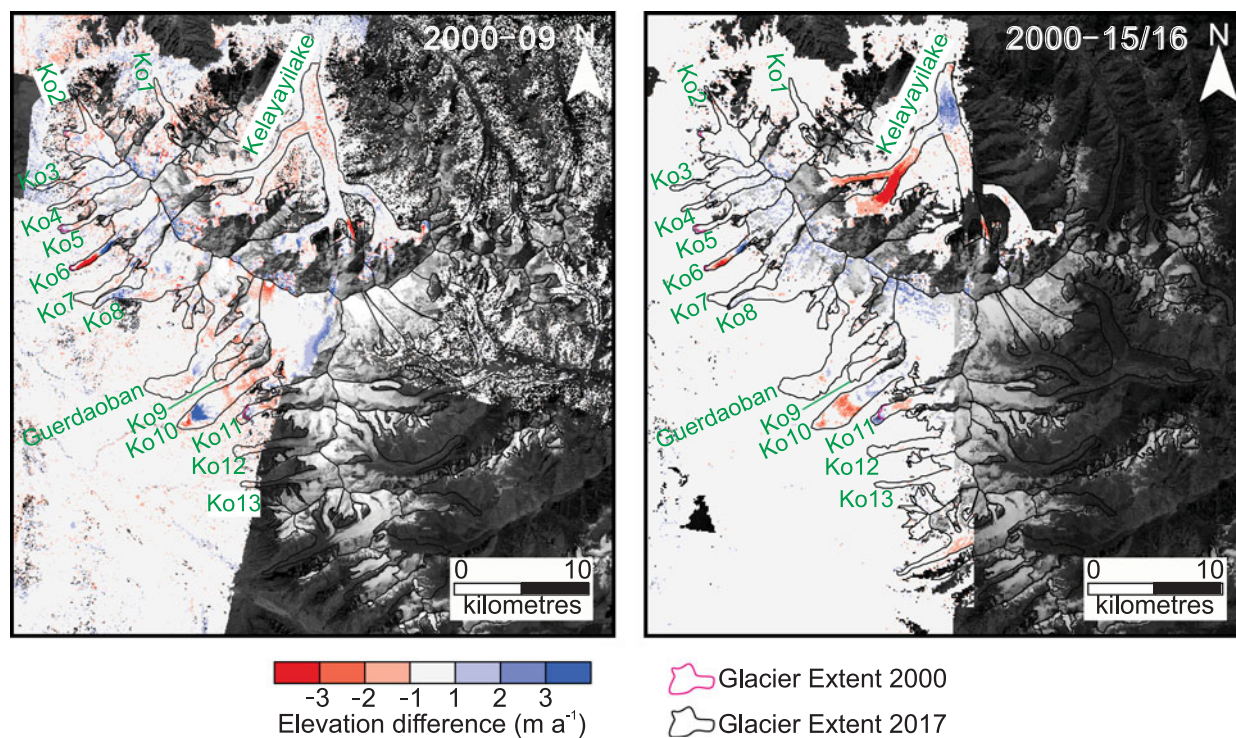 2000-09
N
Ko2
Ko1
Kelayayilake
Ko3
Ko4
Ko5
Ko6
Ko7
Ko8
Guerdaoban
Ko9
Ko10
Ko11
Ko12
Ko13
0 10
kilometres
2000-15/16
N
Ko2
Ko1
Kelayayilake
Ko3
Ko4
Ko5
Ko6
Ko7
Ko8
Guerdaoban
Ko9
Ko10
Ko11
Ko12
Ko13
0 10
kilometres
-3 -2 -1 1 2 3
Elevation difference (m a⁻¹)
Glacier Extent 2000
Glacier Extent 2017